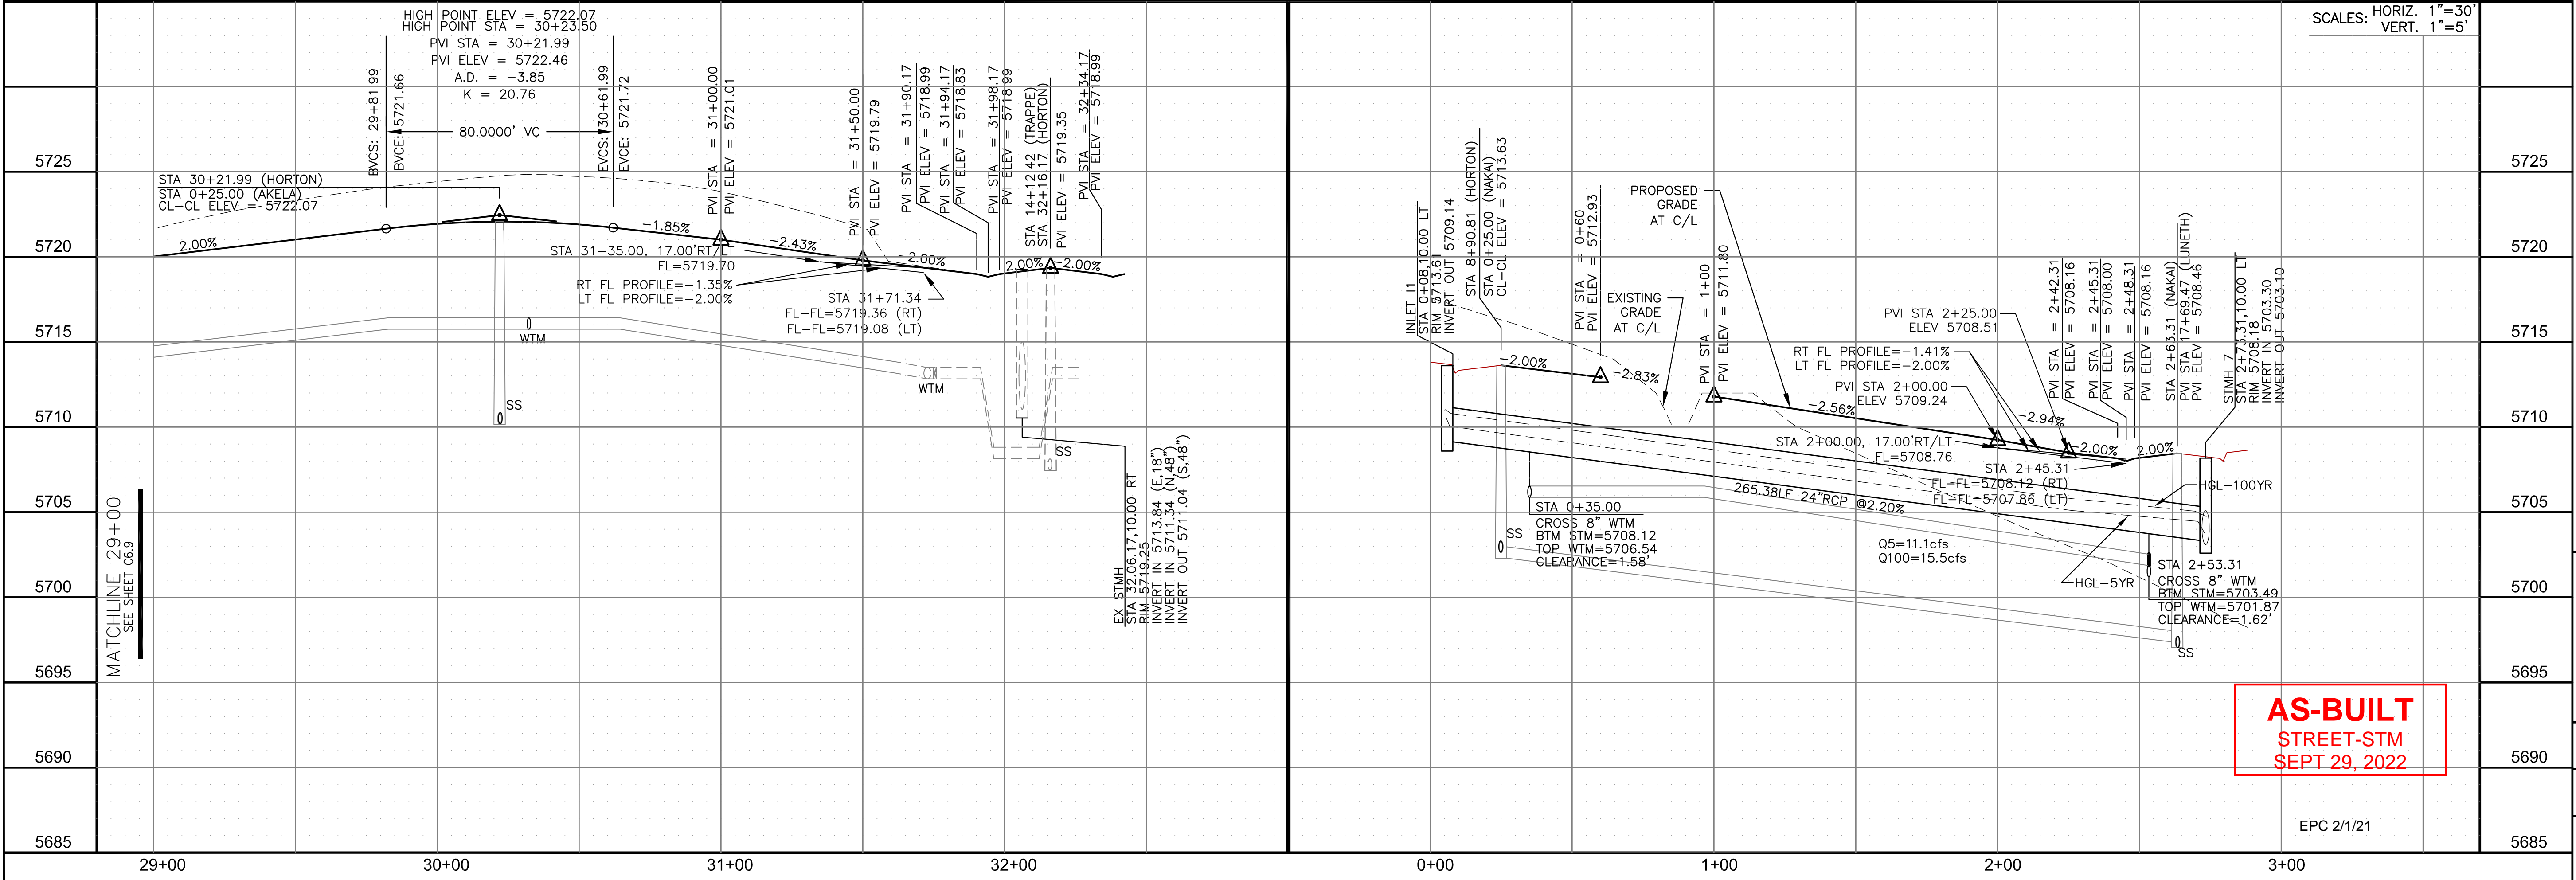 HIGH POINT ELEV = 5722.07
HIGH POINT STA = 30+23.50
PVI STA = 30+21.99
PVI ELEV = 5722.46
A.D. = -3.85
K = 20.76
80.0000' VC
BVCS: 29+81.99
BVCE: 5721.66
EVCS: 30+61.99
EVCE: 5721.72
STA 30+21.99 (HORTON)
STA 0+25.00 (AKELA)
CL-CL ELEV = 5722.07
2.00%
-1.85%
PVI STA = 31+00.00
PVI ELEV = 5721.01
-2.43%
PVI STA = 31+50.00
PVI ELEV = 5719.79
-2.00%
PVI STA = 31+90.17
PVI ELEV = 5718.99
PVI STA = 31+94.17
PVI ELEV = 5718.83
PVI STA = 31+98.17
PVI ELEV = 5718.99
STA 14+12.42 (TRAPPE)
STA 32+16.17 (HORTON)
PVI ELEV = 5719.35
PVI STA = 32+34.17
PVI ELEV = 5718.99
2.00%
-2.00%
STA 31+35.00, 17.00'RT/LT
FL=5719.70
RT FL PROFILE=-1.35%
LT FL PROFILE=-2.00%
STA 31+71.34
FL-FL=5719.36 (RT)
FL-FL=5719.08 (LT)
WTM
WTM
SS
SS
EX STMH
STA 32.06.17,10.00 RT
RIM 5719.25
INVERT IN 5713.84 (E,18")
INVERT IN 5711.34 (N,48")
INVERT OUT 5711.04 (S,48")
MATCHLINE 29+00
SEE SHEET C6.9
5725
5720
5715
5710
5705
5700
5695
5690
5685
29+00
30+00
31+00
32+00
SCALES: HORIZ. 1"=30'
VERT. 1"=5'
INLET I1
STA 0+08,10.00 LT
RIM 5713.61
INVERT OUT 5709.14
STA 8+90.81 (HORTON)
STA 0+25.00 (NAKAI)
CL-CL ELEV = 5713.63
PVI STA = 0+60
PVI ELEV = 5712.93
EXISTING
GRADE
AT C/L
PROPOSED
GRADE
AT C/L
PVI STA = 1+00
PVI ELEV = 5711.80
-2.00%
-2.83%
-2.56%
-2.94%
-2.00%
2.00%
PVI STA 2+25.00
ELEV 5708.51
RT FL PROFILE=-1.41%
LT FL PROFILE=-2.00%
PVI STA 2+00.00
ELEV 5709.24
STA 2+00.00, 17.00'RT/LT
FL=5708.76
STA 2+45.31
FL-FL=5708.12 (RT)
FL-FL=5707.86 (LT)
PVI STA = 2+42.31
PVI ELEV = 5708.16
PVI STA = 2+45.31
PVI ELEV = 5708.00
PVI STA = 2+48.31
PVI ELEV = 5708.16
STA 2+63.31 (NAKAI)
PVI STA 17+69.47 (LUNETH)
PVI ELEV = 5708.46
STMH 7
STA 2+73.31,10.00 LT
RIM 5708.18
INVERT IN 5703.30
INVERT OUT 5703.10
HGL-100YR
HGL-5YR
265.38LF 24"RCP @2.20%
Q5=11.1cfs
Q100=15.5cfs
SS
STA 0+35.00
CROSS 8" WTM
BTM STM=5708.12
TOP WTM=5706.54
CLEARANCE=1.58'
STA 2+53.31
CROSS 8" WTM
BTM STM=5703.49
TOP WTM=5701.87
CLEARANCE=1.62'
SS
AS-BUILT
STREET-STM
SEPT 29, 2022
EPC 2/1/21
5725
5720
5715
5710
5705
5700
5695
5690
5685
0+00
1+00
2+00
3+00